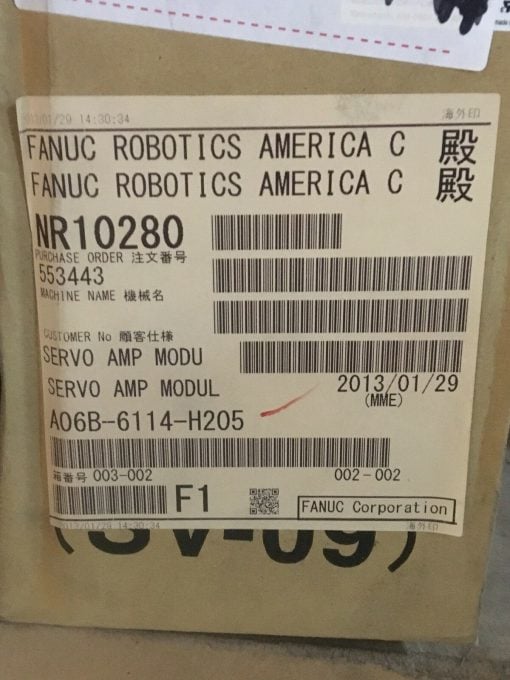 2013/01/29 14:30:34
海外印
FANUC ROBOTICS AMERICA C 殿
FANUC ROBOTICS AMERICA C 殿
NR10280
PURCHASE ORDER 注文番号
553443
MACHINE NAME 機械名
CUSTOMER No 顧客仕様
SERVO AMP MODU
SERVO AMP MODUL
2013/01/29
(MME)
A06B-6114-H205
箱番号 003-002
002-002
F1
FANUC Corporation
2013/01/29 14:30:34
海外印
(SV-09)